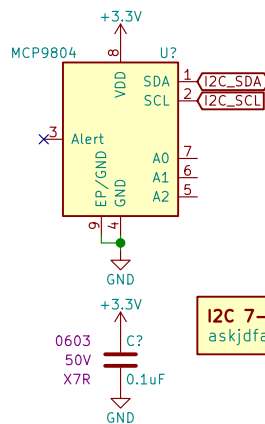 +3.3V
MCP9804
U?
8
VDD
SDA
1
I2C_SDA
SCL
2
I2C_SCL
3
Alert
A0
7
A1
6
A2
5
EP/GND
GND
9
4
GND
+3.3V
0603
C?
50V
X7R
0.1uF
GND
I2C 7-
askjdfa